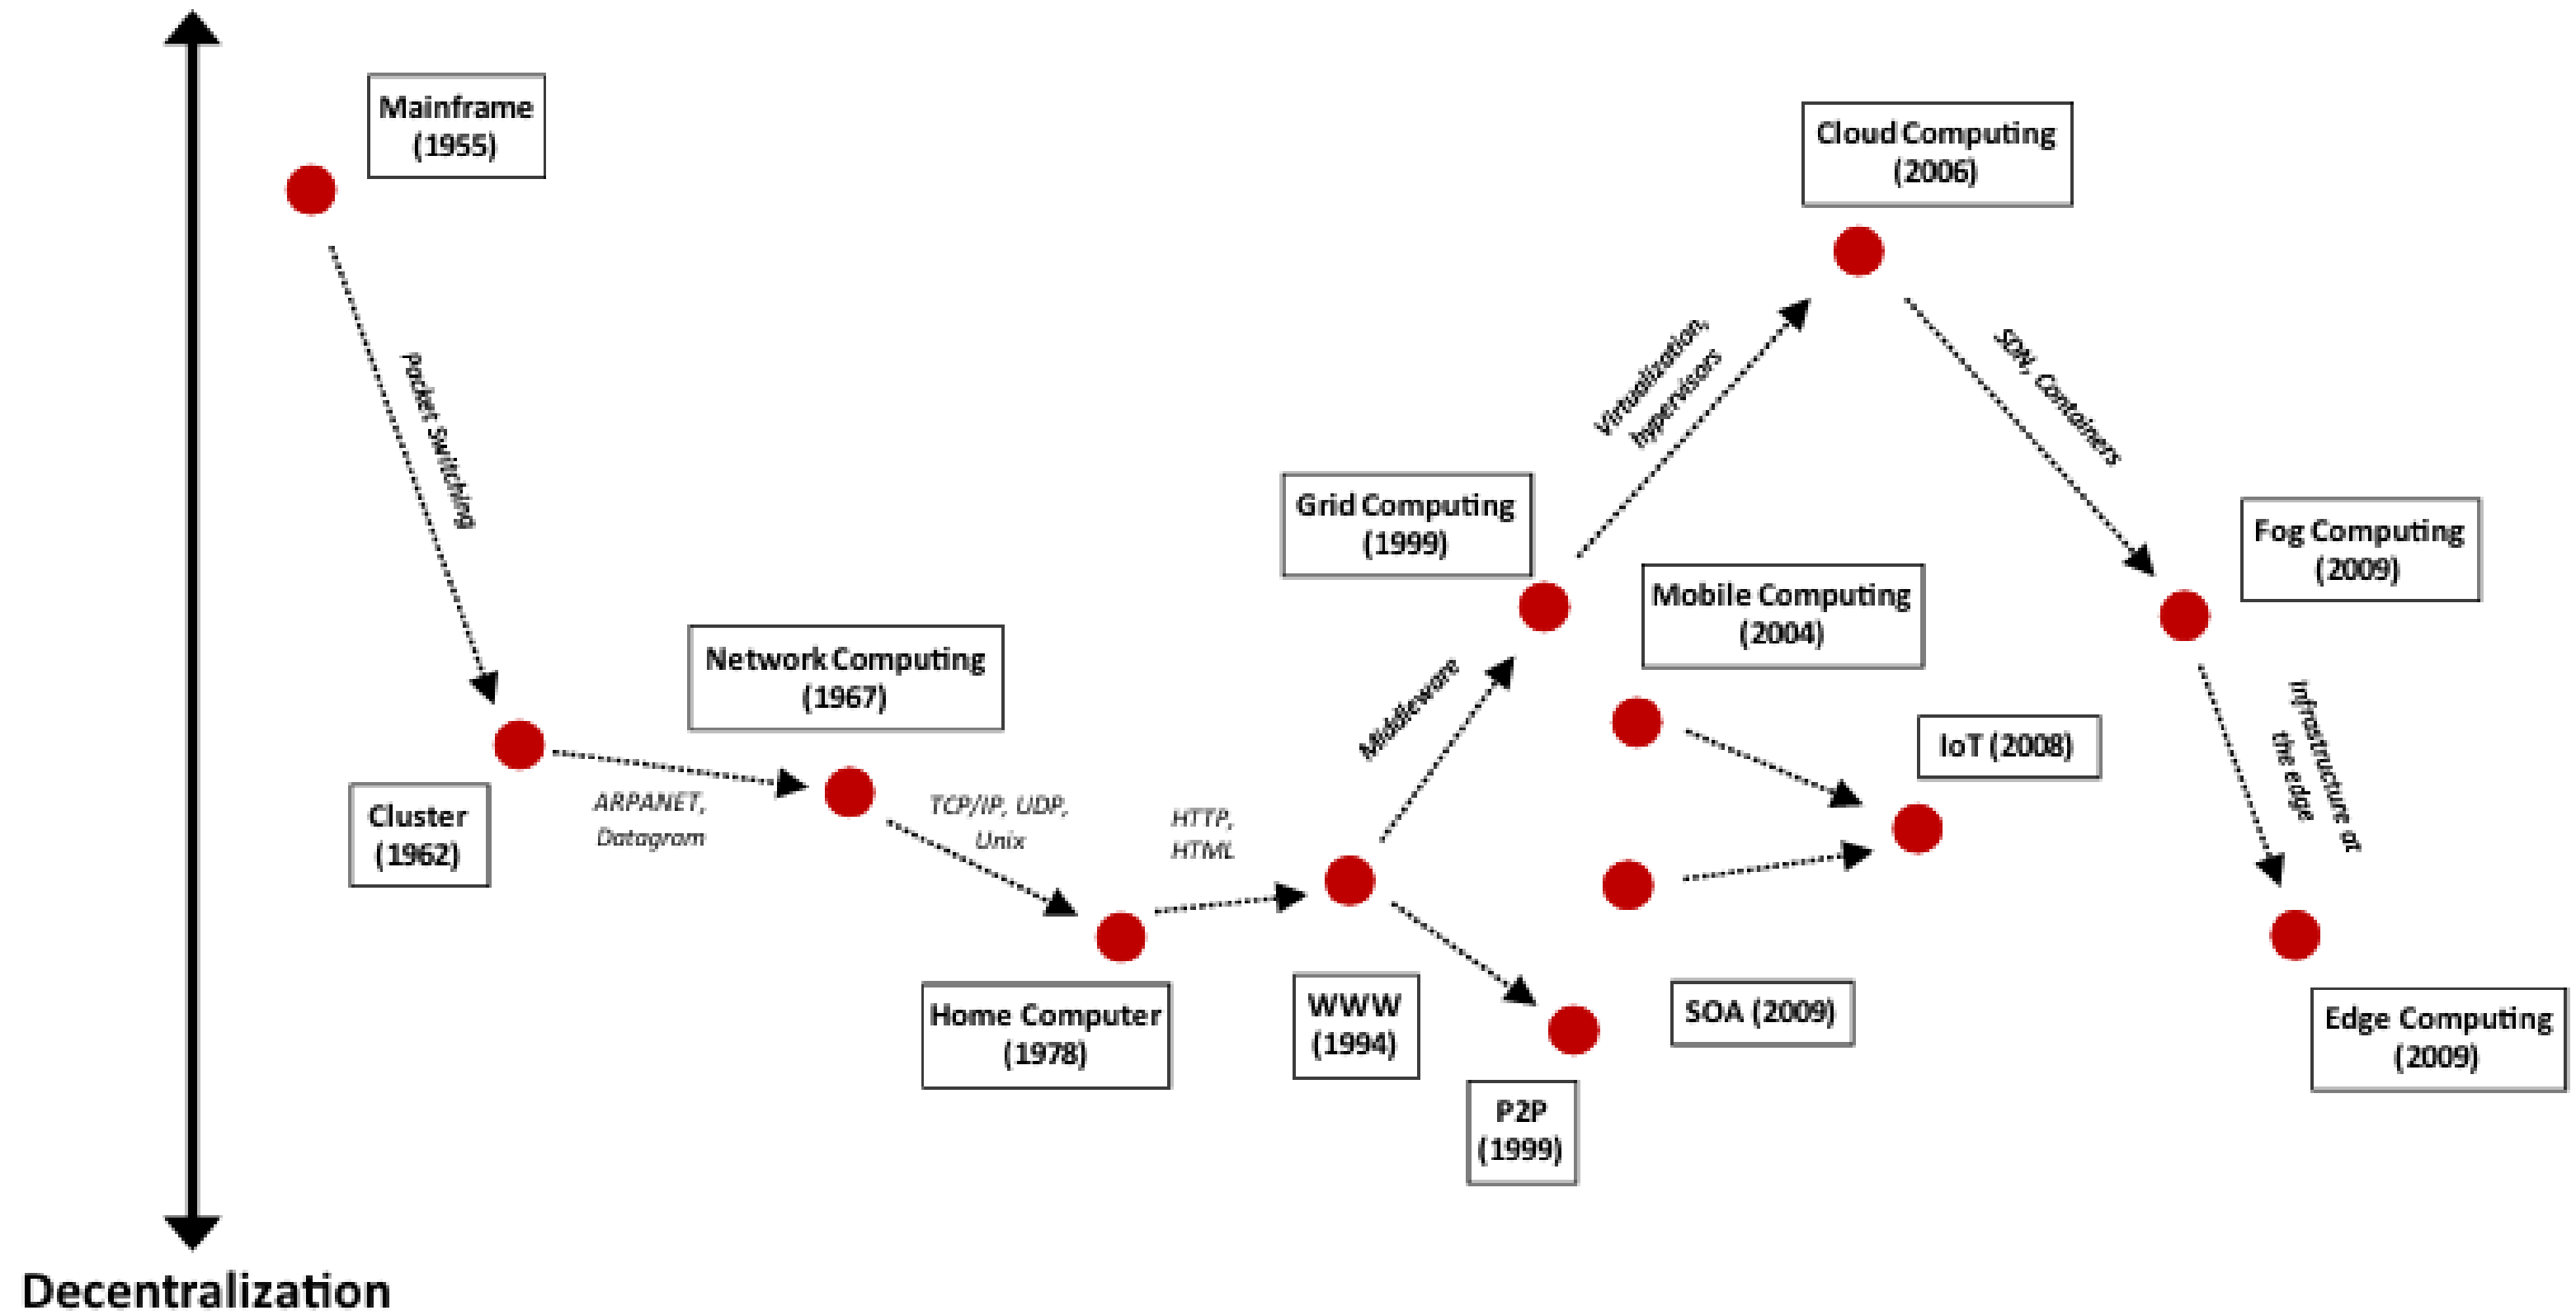 Mainframe
(1955)
Cloud Computing
(2006)
Packet Switching
Virtualization,
hypervisors
SDN, Containers
Grid Computing
(1999)
Fog Computing
(2009)
Mobile Computing
(2004)
Network Computing
(1967)
Middleware
IoT (2008)
Infrastructure at
the edge
Cluster
(1962)
ARPANET,
Datagram
TCP/IP, UDP,
Unix
HTTP,
HTML
Home Computer
(1978)
WWW
(1994)
SOA (2009)
Edge Computing
(2009)
P2P
(1999)
Decentralization